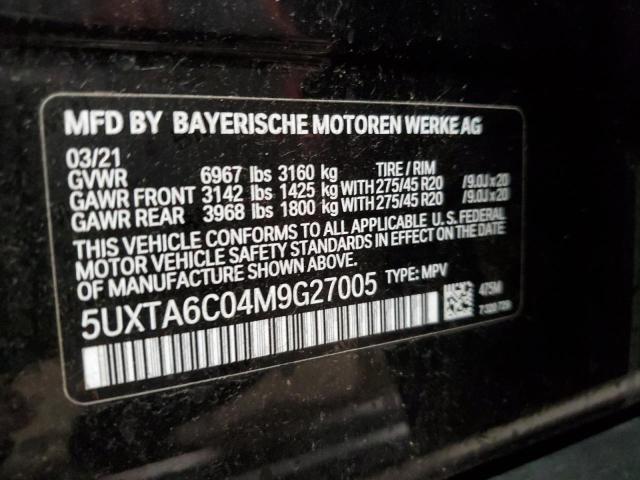 MFD BY BAYERISCHE MOTOREN WERKE AG
03/21
TIRE / RIM
GVWR 6967 lbs 3160 kg
GAWR FRONT 3142 lbs 1425 kg WITH 275/45 R20 /9.0J x 20
GAWR REAR 3968 lbs 1800 kg WITH 275/45 R20 /9.0J x 20
THIS VEHICLE CONFORMS TO ALL APPLICABLE U.S. FEDERAL
MOTOR VEHICLE SAFETY STANDARDS IN EFFECT ON THE DATE
OF MANUFACTURE SHOWN ABOVE.
5UXTA6C04M9G27005 TYPE: MPV
475M